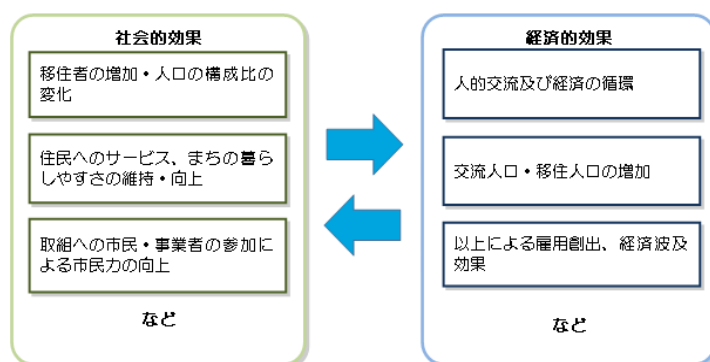 社会的効果
移住者の増加・人口の構成比の
変化
住民へのサービス、まちの暮ら
しやすさの維持・向上
取組への市民・事業者の参加に
よる市民力の向上
など
経済的効果
人的交流及び経済の循環
交流人口・移住人口の増加
以上による雇用創出、経済波及
効果
など